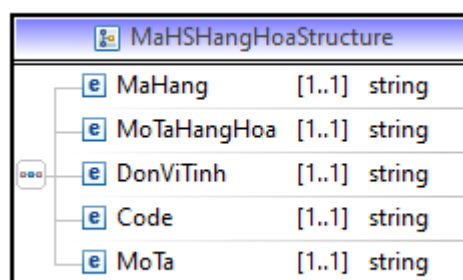 MaHSHangHoaStructure
e MaHang [1..1] string
e MoTaHangHoa [1..1] string
e DonViTinh [1..1] string
e Code [1..1] string
e MoTa [1..1] string